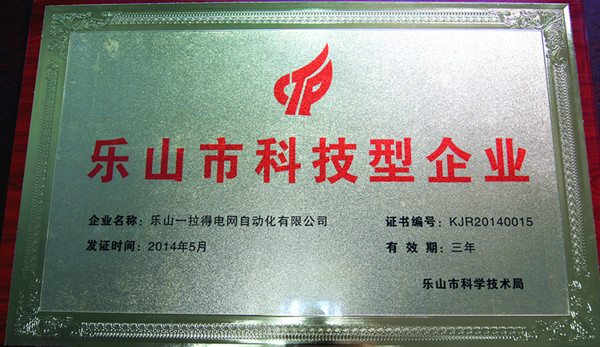 乐山市科技型企业
企业名称：乐山一拉得电网自动化有限公司 证书编号：KJR20140015
发证时间：2014年5月 有效期：三年
乐山市科学技术局